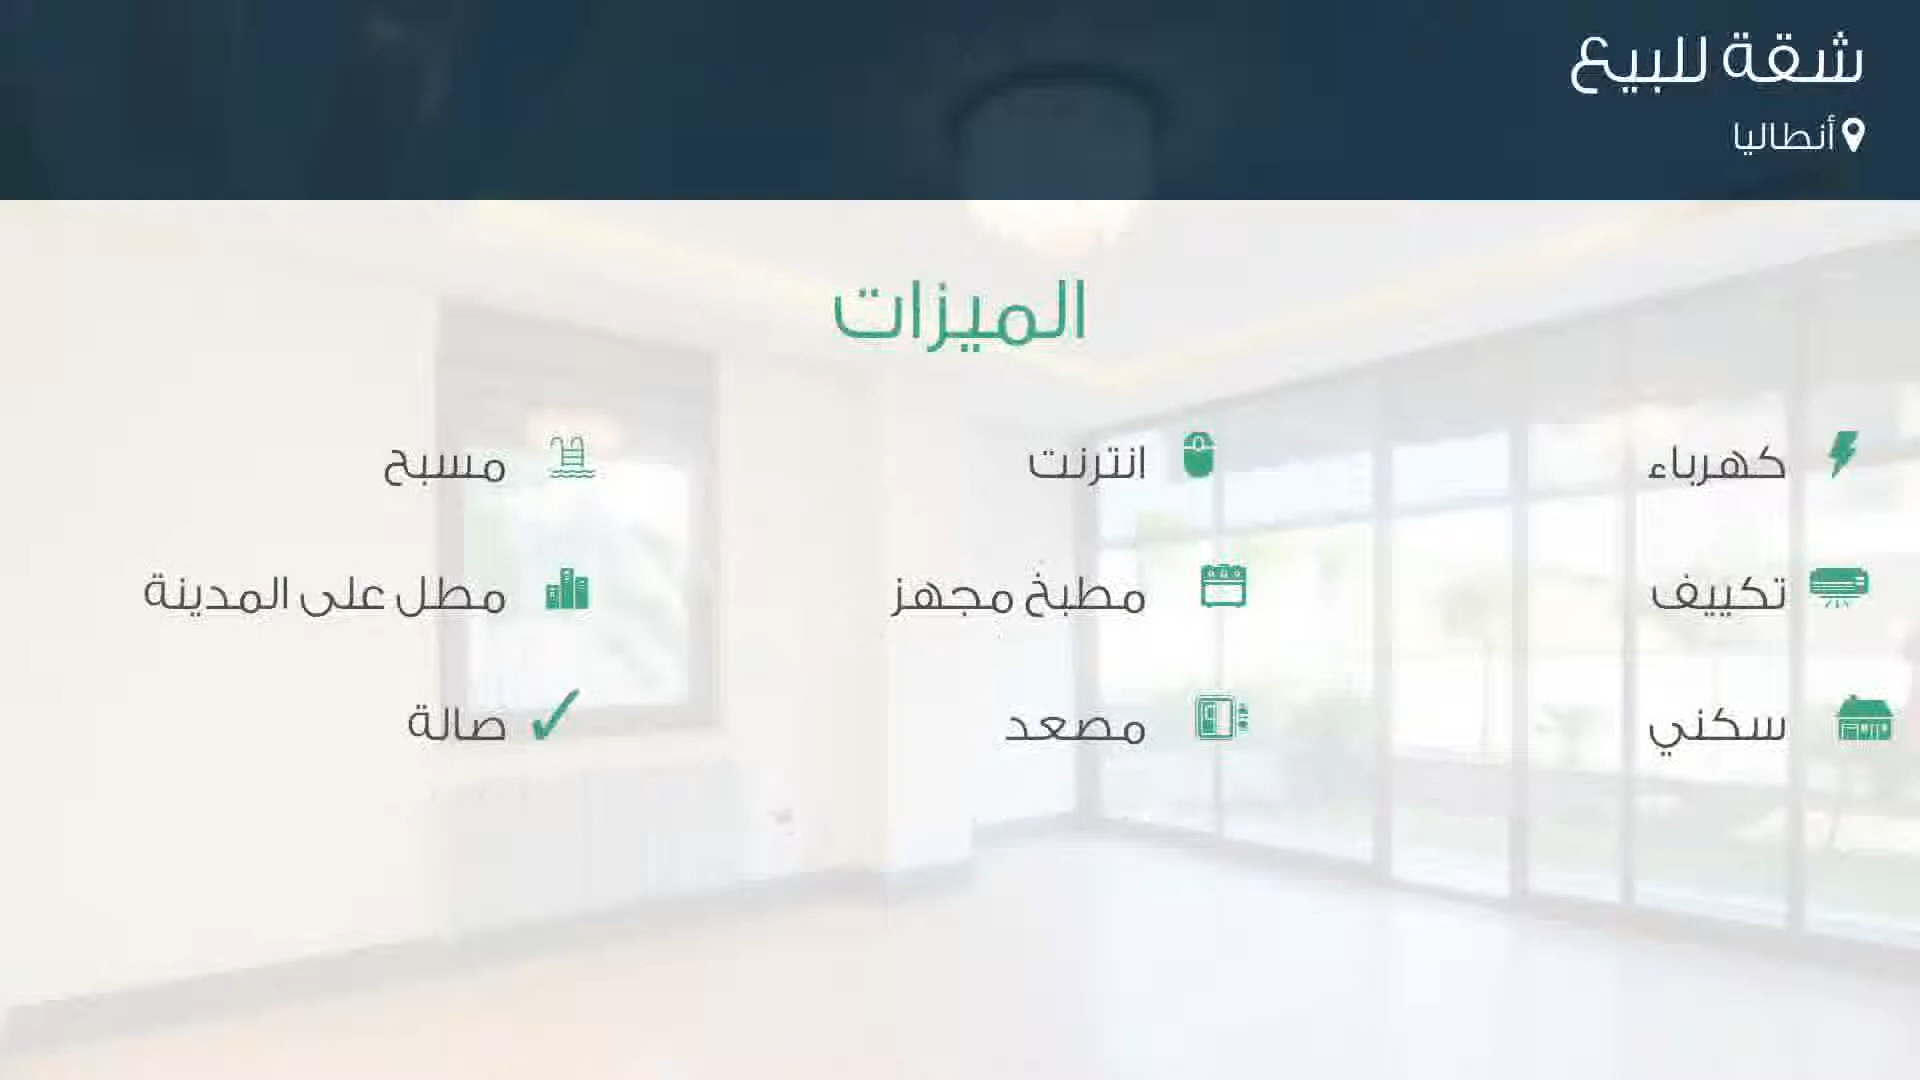 شقة للبيع
أنطاليا
الميزات
كهرباء
انترنت
مسبح
تكييف
مطبخ مجهز
مطل على المدينة
سكني
مصعد
صالة